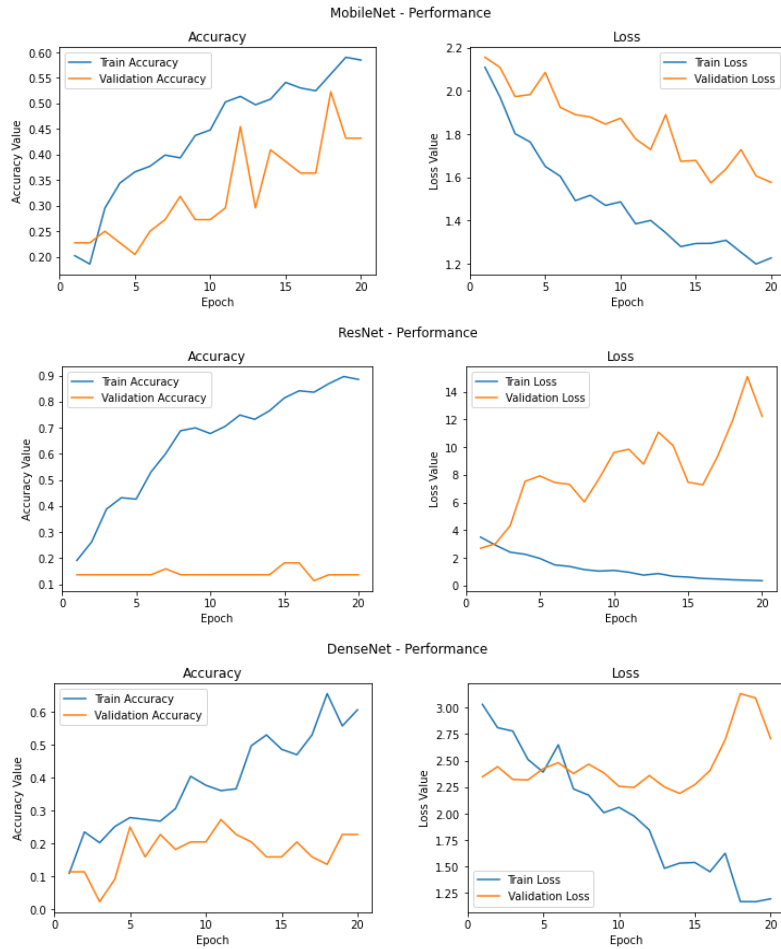 MobileNet - Performance
Accuracy
Train Accuracy
Validation Accuracy
0.60
0.55
0.50
0.45
0.40
0.35
0.30
0.25
0.20
Accuracy Value
0 5 10 15 20
Epoch
Loss
Train Loss
Validation Loss
2.2
2.0
1.8
1.6
1.4
1.2
Loss Value
0 5 10 15 20
Epoch
ResNet - Performance
Accuracy
Train Accuracy
Validation Accuracy
0.9
0.8
0.7
0.6
0.5
0.4
0.3
0.2
0.1
Accuracy Value
0 5 10 15 20
Epoch
Loss
Train Loss
Validation Loss
14
12
10
8
6
4
2
0
Loss Value
0 5 10 15 20
Epoch
DenseNet - Performance
Accuracy
Train Accuracy
Validation Accuracy
0.6
0.5
0.4
0.3
0.2
0.1
0.0
Accuracy Value
0 5 10 15 20
Epoch
Loss
3.00
2.75
2.50
2.25
2.00
1.75
1.50
1.25
Loss Value
Train Loss
Validation Loss
0 5 10 15 20
Epoch